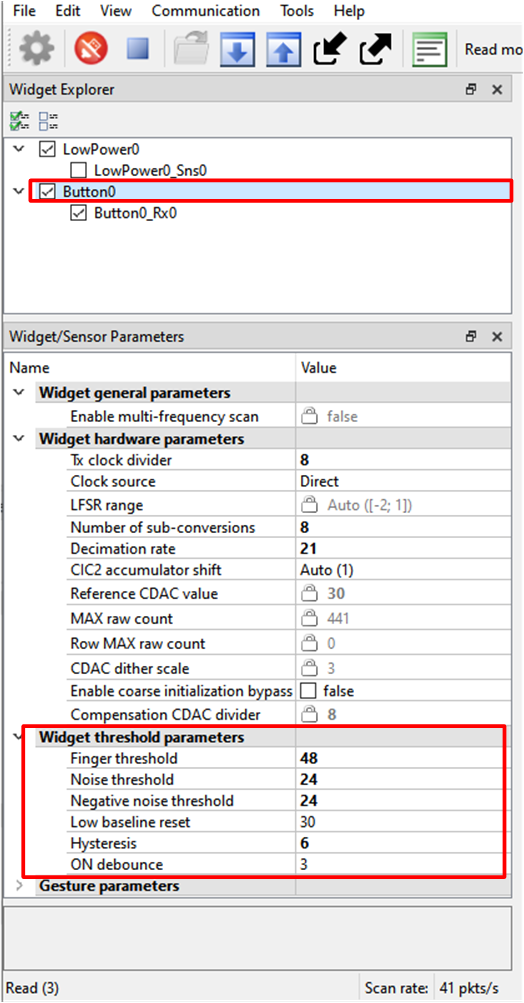 File Edit View Communication Tools Help
Read mo
Widget Explorer
LowPower0
LowPower0_Sns0
Button0
Button0_Rx0
Widget/Sensor Parameters
Name Value
Widget general parameters
Enable multi-frequency scan false
Widget hardware parameters
Tx clock divider 8
Clock source Direct
LFSR range Auto ([-2; 1])
Number of sub-conversions 8
Decimation rate 21
CIC2 accumulator shift Auto (1)
Reference CDAC value 30
MAX raw count 441
Row MAX raw count 0
CDAC dither scale 3
Enable coarse initialization bypass false
Compensation CDAC divider 8
Widget threshold parameters
Finger threshold 48
Noise threshold 24
Negative noise threshold 24
Low baseline reset 30
Hysteresis 6
ON debounce 3
Gesture parameters
Read (3) Scan rate: 41 pkts/s